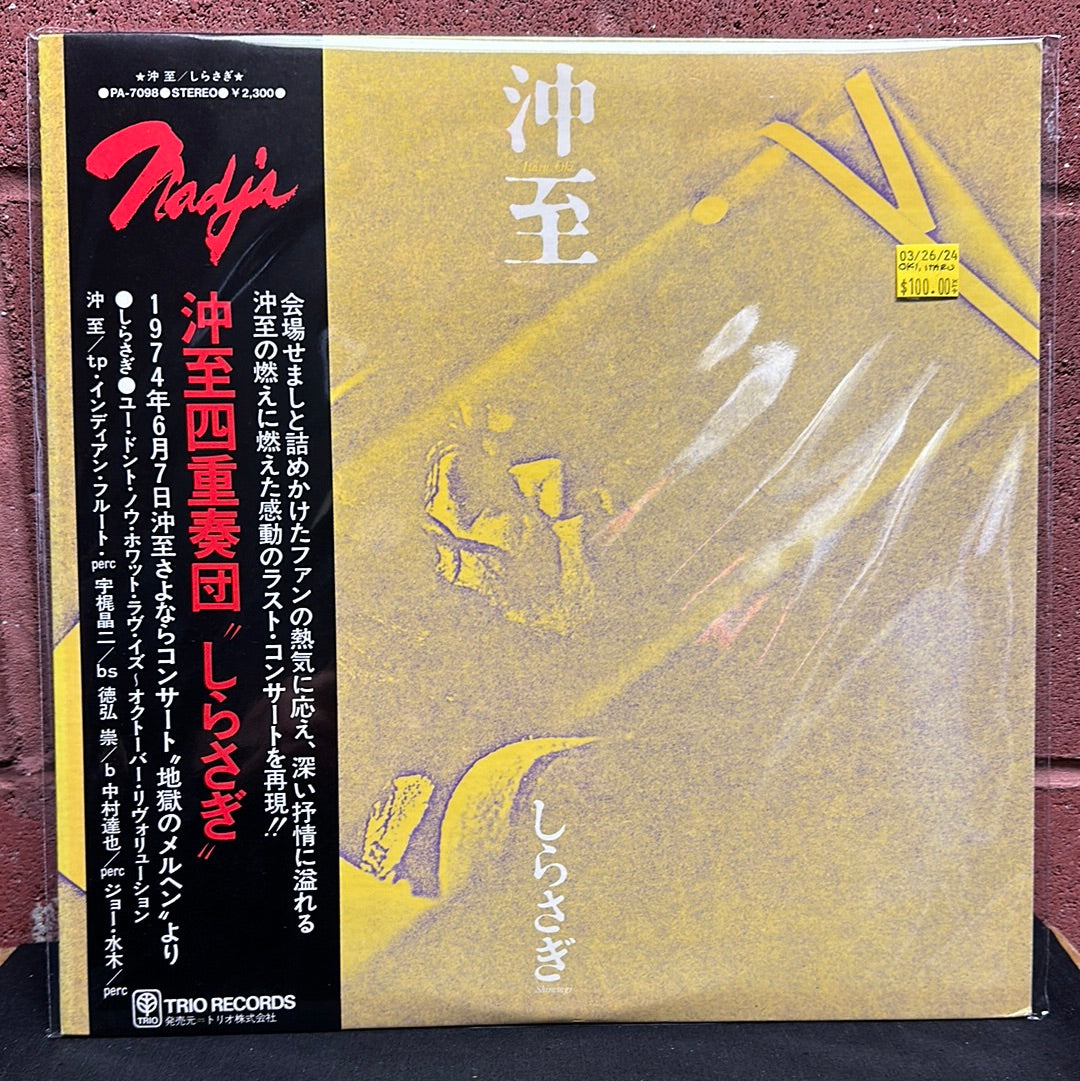 ★沖 至／しらさぎ★
●PA-7098●STEREO●￥2,300●
Nadja
会場せましと詰めかけたファンの熱気に応え、深い抒情に溢れる
沖至の燃えに燃えた感動のラスト・コンサートを再現!!
沖至四重奏団〝しらさぎ〟
1974年6月7日沖至さよならコンサート〝地獄のメルヘン〟より
●しらさぎ●ユー・ドント・ノウ・ホワット・ラヴ・イズ～オクトーバー・リヴォリューション
沖 至／tp・インディアン・フルート・perc 宇梶晶二／bs 徳弘 崇／b 中村達也／perc ジョー・水木／perc
TRIO
TRIO RECORDS
発売元＝トリオ株式会社
沖至
Itaru Oki
03/26/24
OKI, ITARU
$100.00
しらさぎ